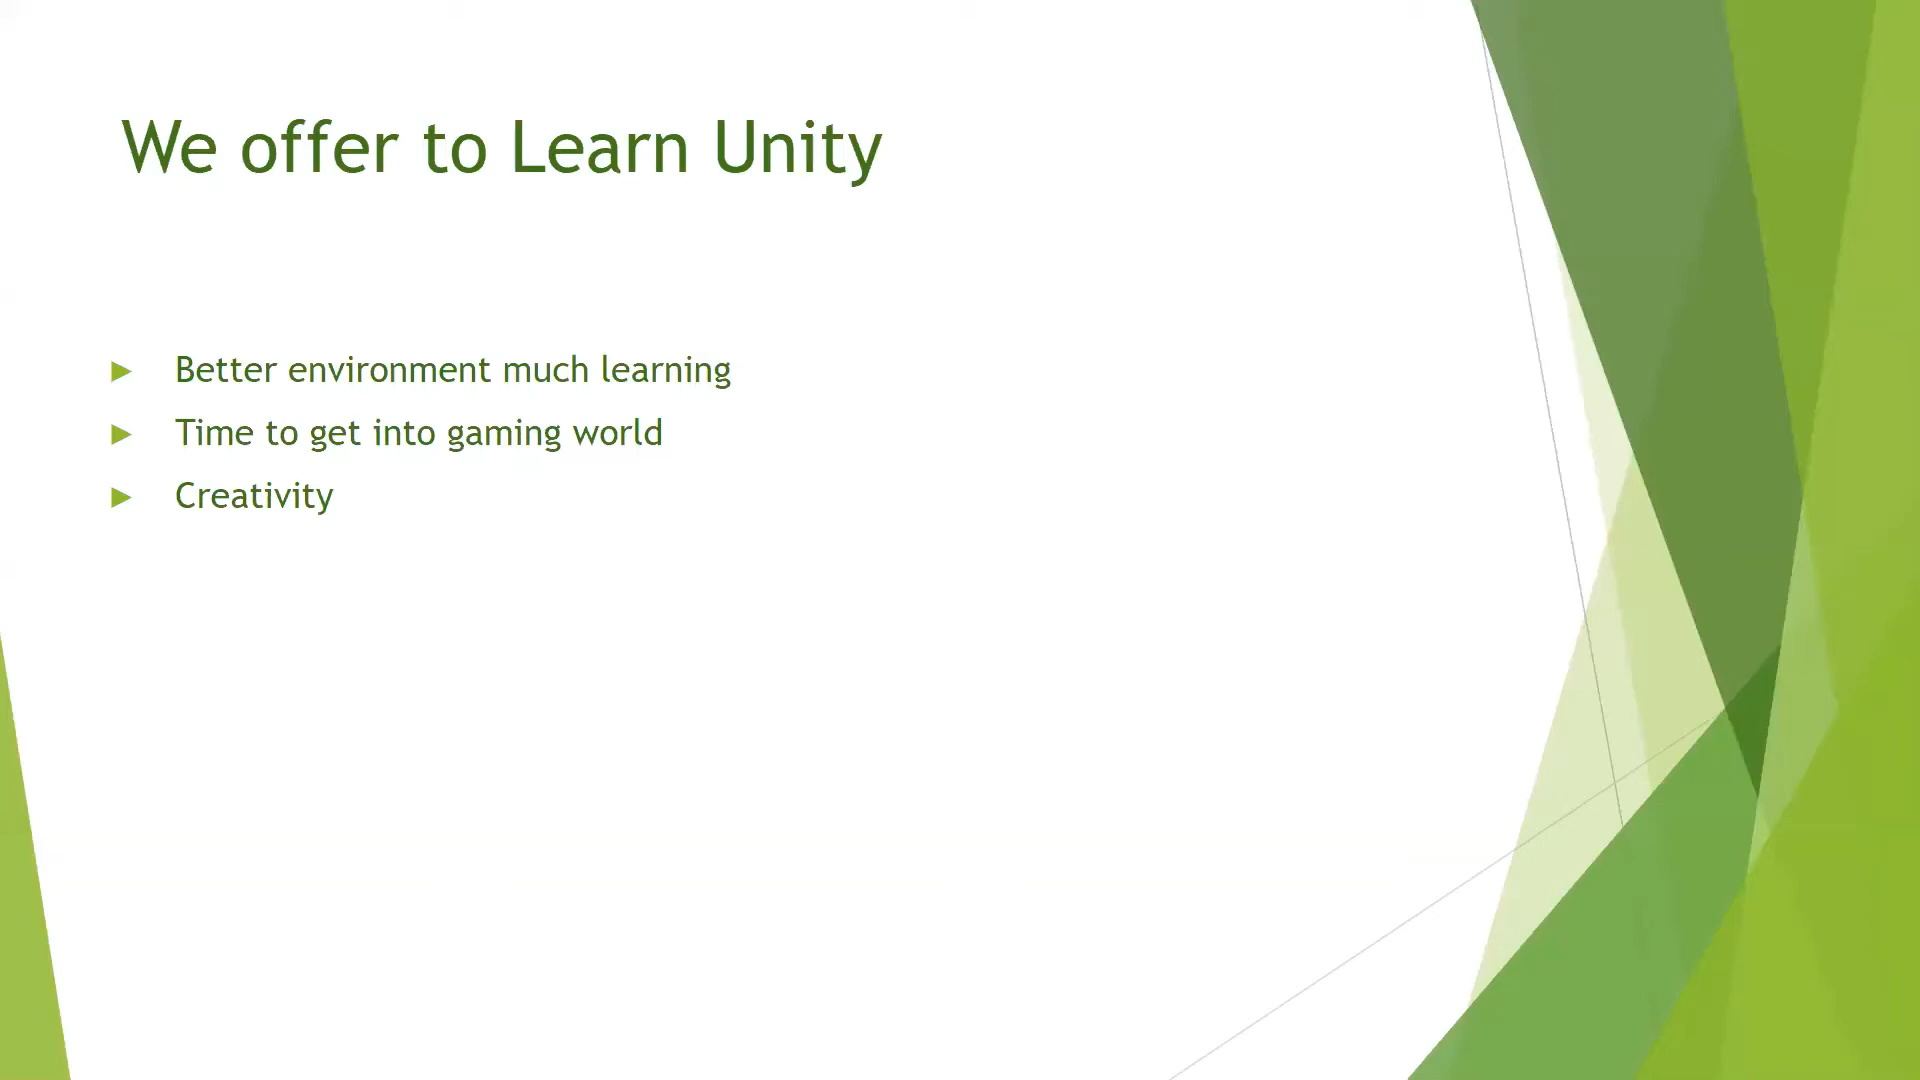 We offer to Learn Unity
Better environment much learning
Time to get into gaming world
Creativity